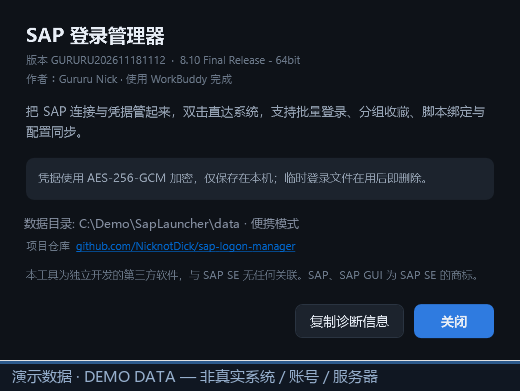 SAP 登录管理器
版本 GURURU202611181112 · 8.10 Final Release - 64bit
作者：Gururu Nick · 使用 WorkBuddy 完成
把 SAP 连接与凭据管起来，双击直达系统，支持批量登录、分组收藏、脚本绑定与
配置同步。
凭据使用 AES-256-GCM 加密，仅保存在本机；临时登录文件在用后即删除。
数据目录: C:\Demo\SapLauncher\data · 便携模式
项目仓库 github.com/NicknotDick/sap-logon-manager
本工具为独立开发的第三方软件，与 SAP SE 无任何关联。SAP、SAP GUI 为 SAP SE 的商标。
复制诊断信息 关闭
演示数据 · DEMO DATA — 非真实系统 / 账号 / 服务器